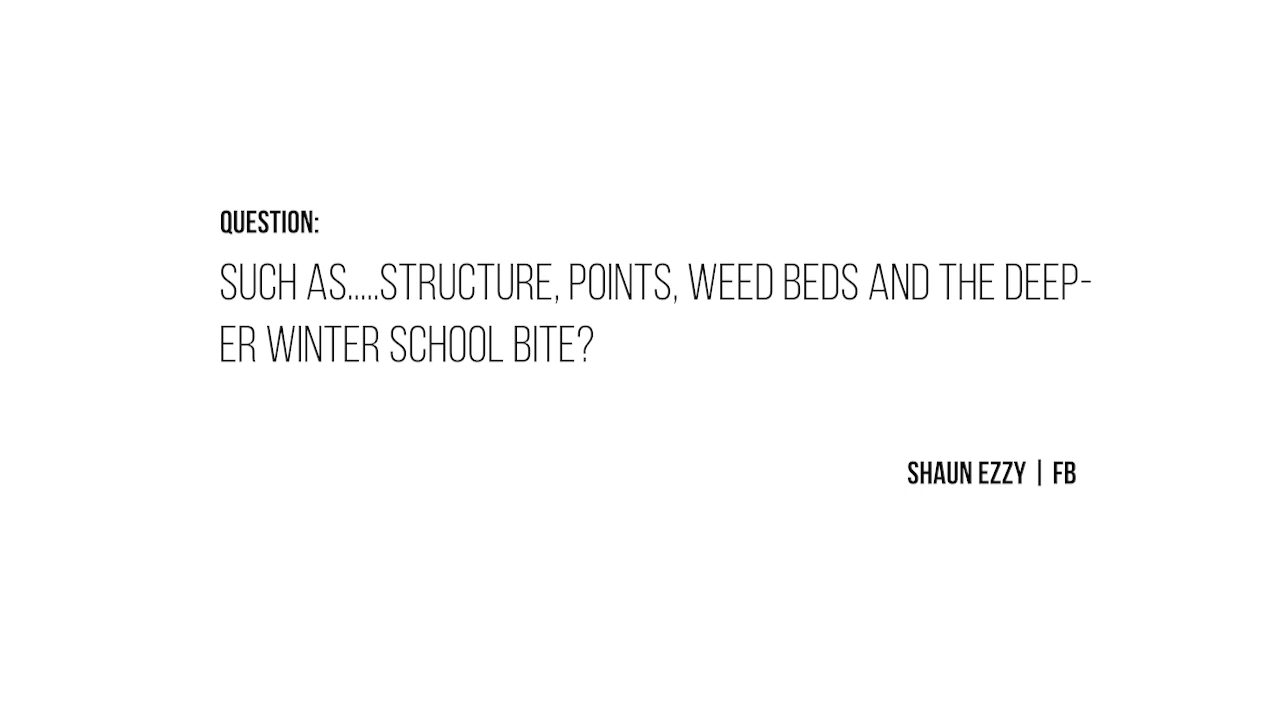 QUESTION:
SUCH AS.....STRUCTURE, POINTS, WEED BEDS AND THE DEEP-
ER WINTER SCHOOL BITE?
SHAUN EZZY | FB